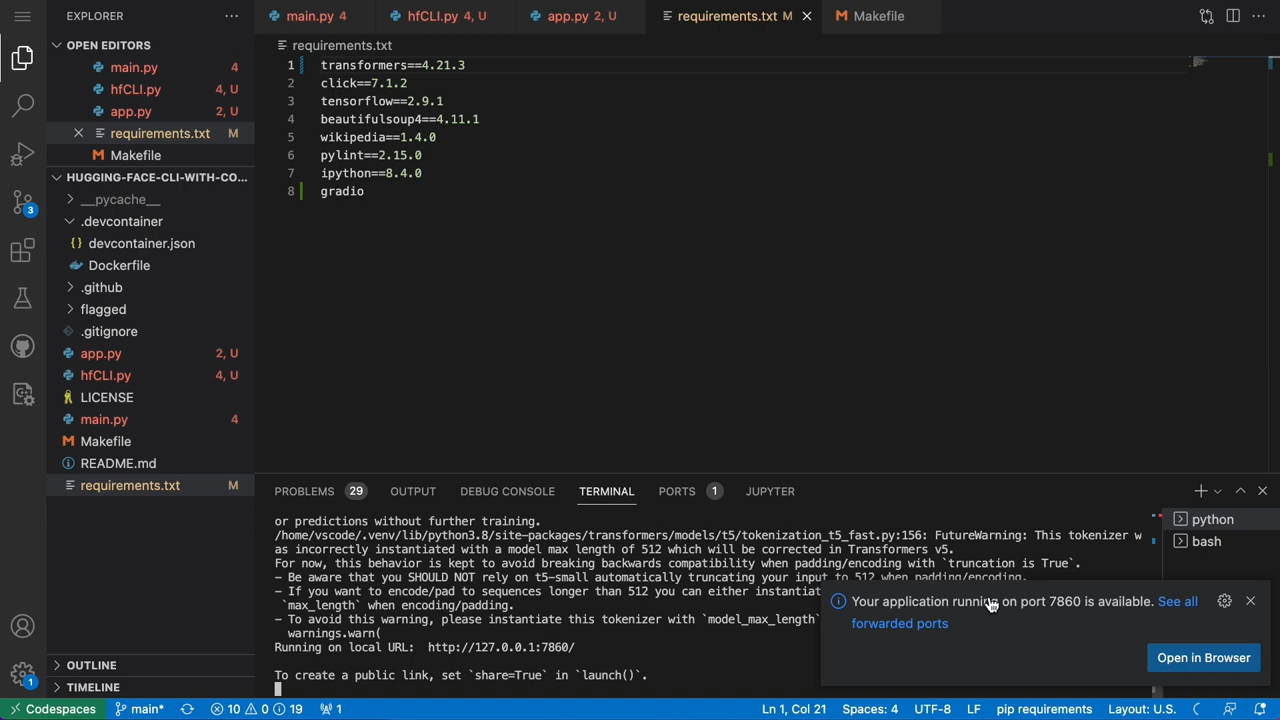 EXPLORER
main.py 4
hfCLI.py 4, U
app.py 2, U
requirements.txt M
Makefile
OPEN EDITORS
main.py 4
hfCLI.py 4, U
app.py 2, U
requirements.txt M
Makefile
HUGGING-FACE-CLI-WITH-CO...
__pycache__
.devcontainer
devcontainer.json
Dockerfile
.github
flagged
.gitignore
app.py 2, U
hfCLI.py 4, U
LICENSE
main.py 4
Makefile
README.md
requirements.txt M
OUTLINE
TIMELINE
3
1
requirements.txt
1 transformers==4.21.3
2 click==7.1.2
3 tensorflow==2.9.1
4 beautifulsoup4==4.11.1
5 wikipedia==1.4.0
6 pylint==2.15.0
7 ipython==8.4.0
8 gradio
PROBLEMS 29 OUTPUT DEBUG CONSOLE TERMINAL PORTS 1 JUPYTER
or predictions without further training.
/home/vscode/.venv/lib/python3.8/site-packages/transformers/models/t5/tokenization_t5_fast.py:156: FutureWarning: This tokenizer w
as incorrectly instantiated with a model max length of 512 which will be corrected in Transformers v5.
For now, this behavior is kept to avoid breaking backwards compatibility when padding/encoding with `truncation is True`.
- Be aware that you SHOULD NOT rely on t5-small automatically truncating your input to 512 when padding/encoding.
- If you want to encode/pad to sequences longer than 512 you can either instantiat
`max_length` when encoding/padding.
- To avoid this warning, please instantiate this tokenizer with `model_max_length`
warnings.warn(
Running on local URL: http://127.0.0.1:7860/
To create a public link, set `share=True` in `launch()`.
python
bash
Your application running on port 7860 is available. See all
forwarded ports
Open in Browser
Codespaces main* 10 0 19 1 Ln 1, Col 21 Spaces: 4 UTF-8 LF pip requirements Layout: U.S.